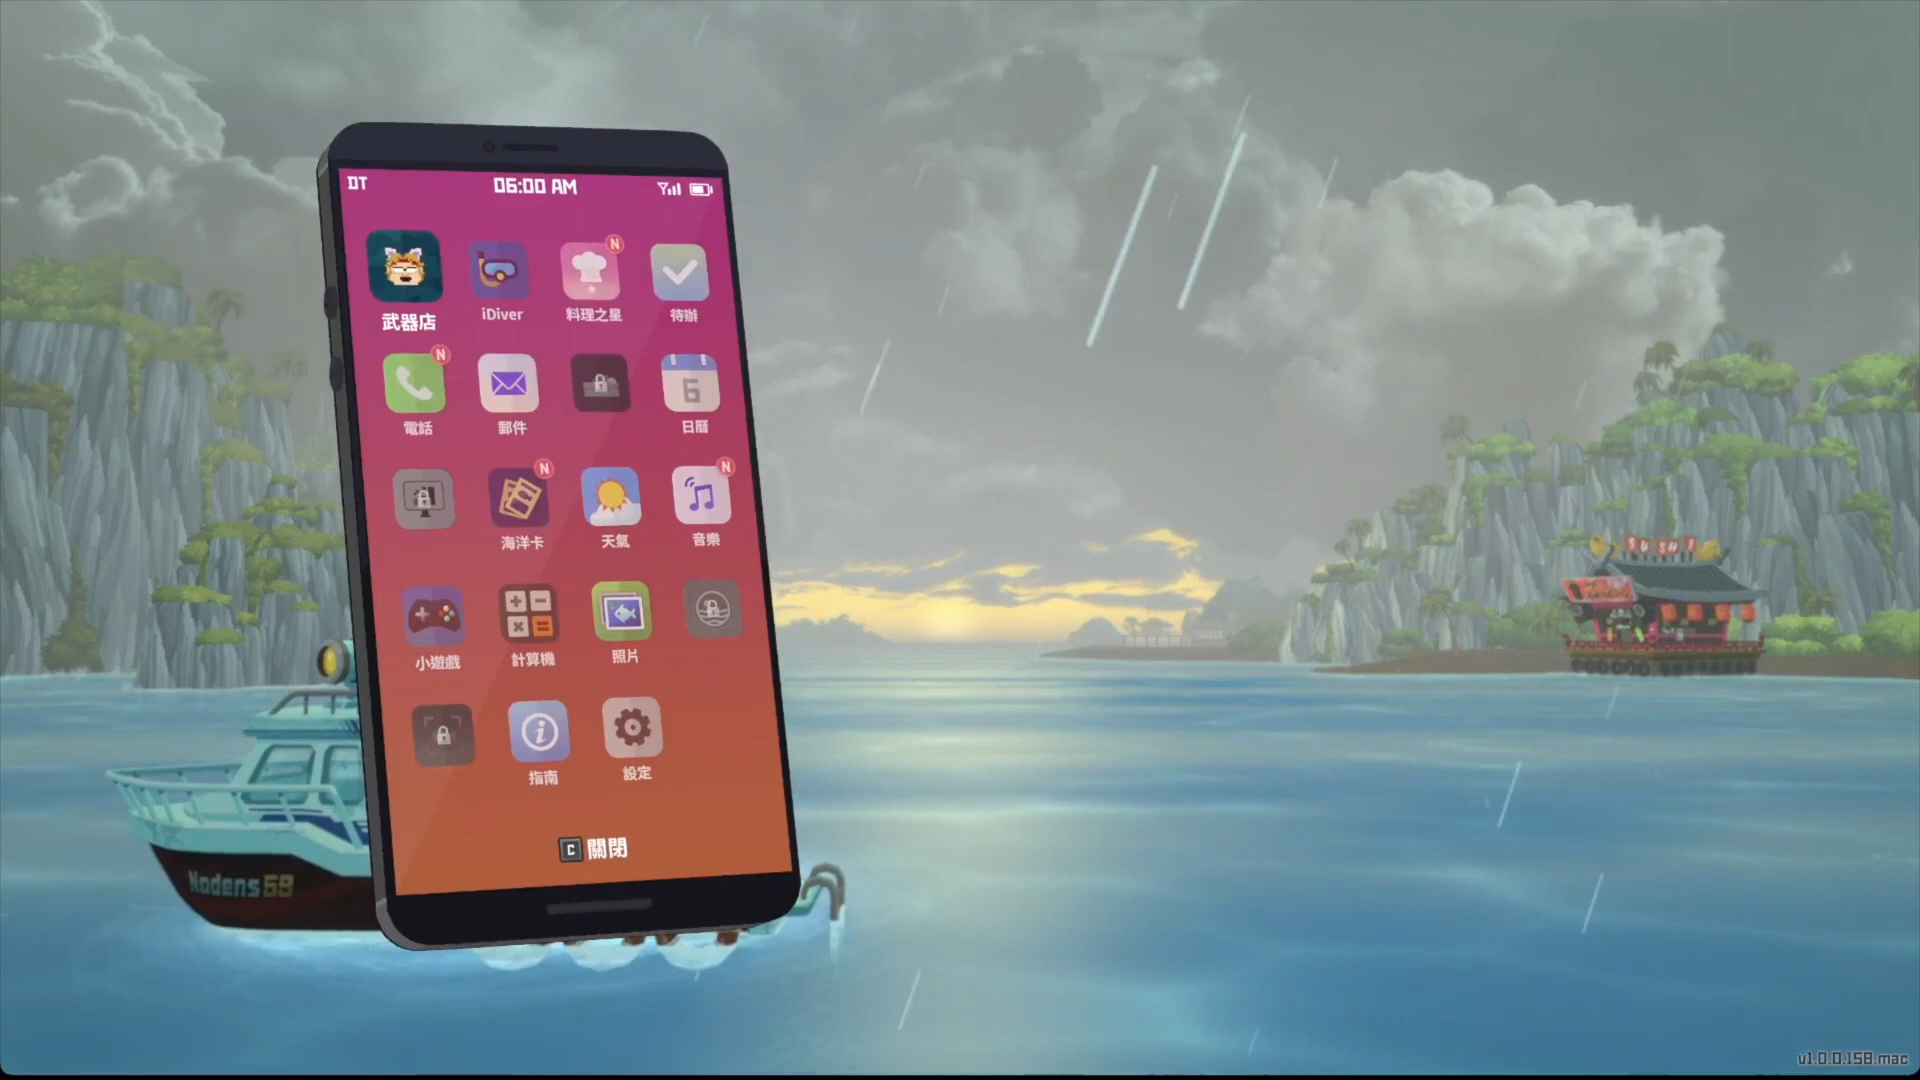 DT 06:00 AM
武器店 iDiver 料理之星 N 待辦
電話 N 郵件 6 日曆
海洋卡 N 天氣 音樂 N
小遊戲 計算機 照片
指南 設定
C 關閉
SUSHI
Nodens68
v1.0.0.158.mac